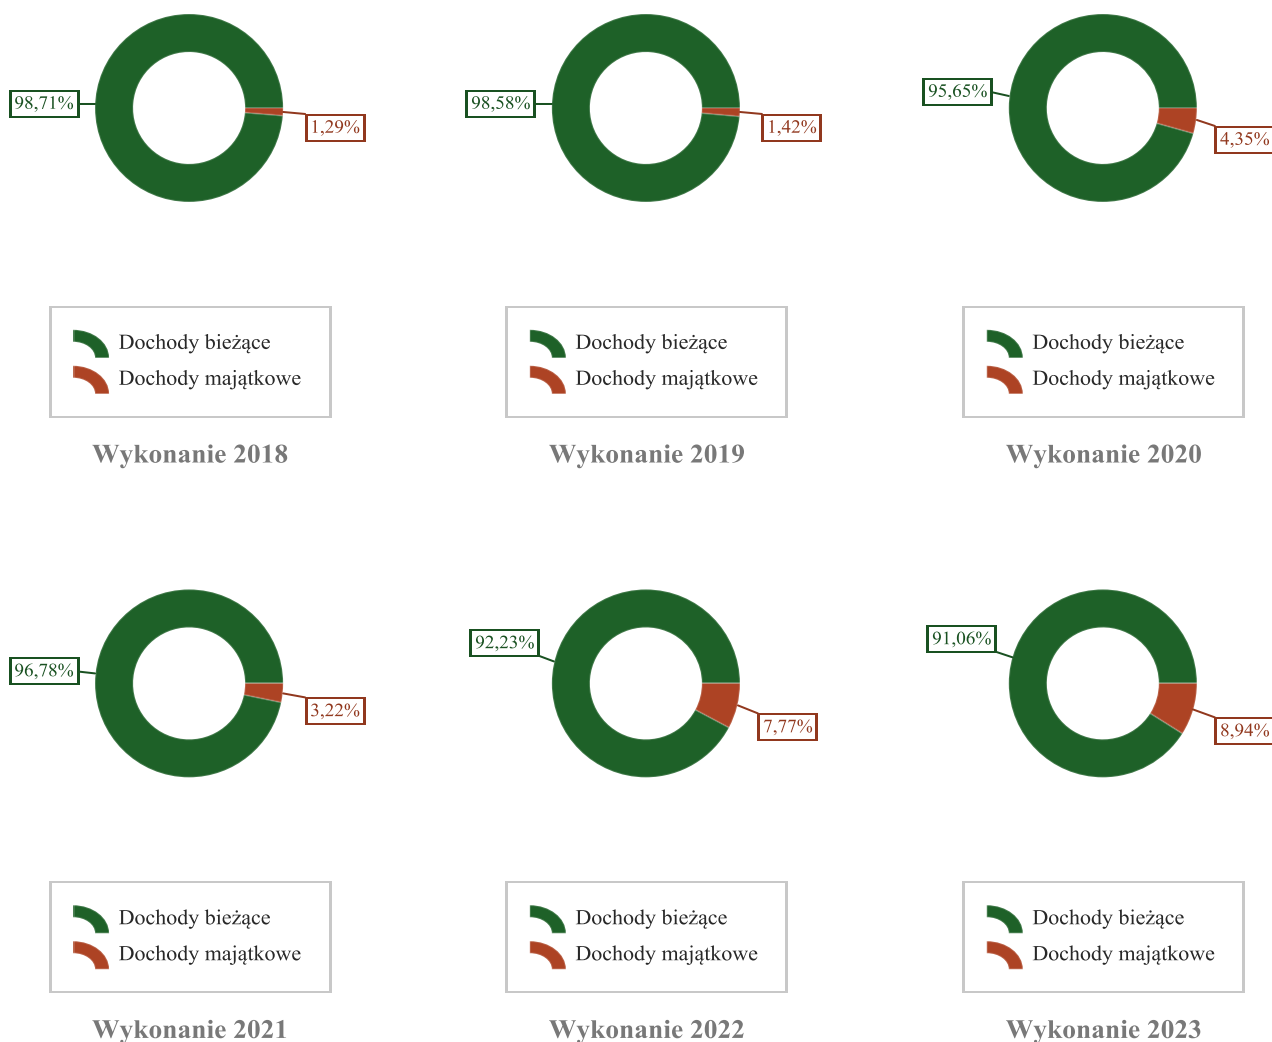 98,71%
1,29%
Dochody bieżące
Dochody majątkowe
Wykonanie 2018
98,58%
1,42%
Dochody bieżące
Dochody majątkowe
Wykonanie 2019
95,65%
4,35%
Dochody bieżące
Dochody majątkowe
Wykonanie 2020
96,78%
3,22%
Dochody bieżące
Dochody majątkowe
Wykonanie 2021
92,23%
7,77%
Dochody bieżące
Dochody majątkowe
Wykonanie 2022
91,06%
8,94%
Dochody bieżące
Dochody majątkowe
Wykonanie 2023